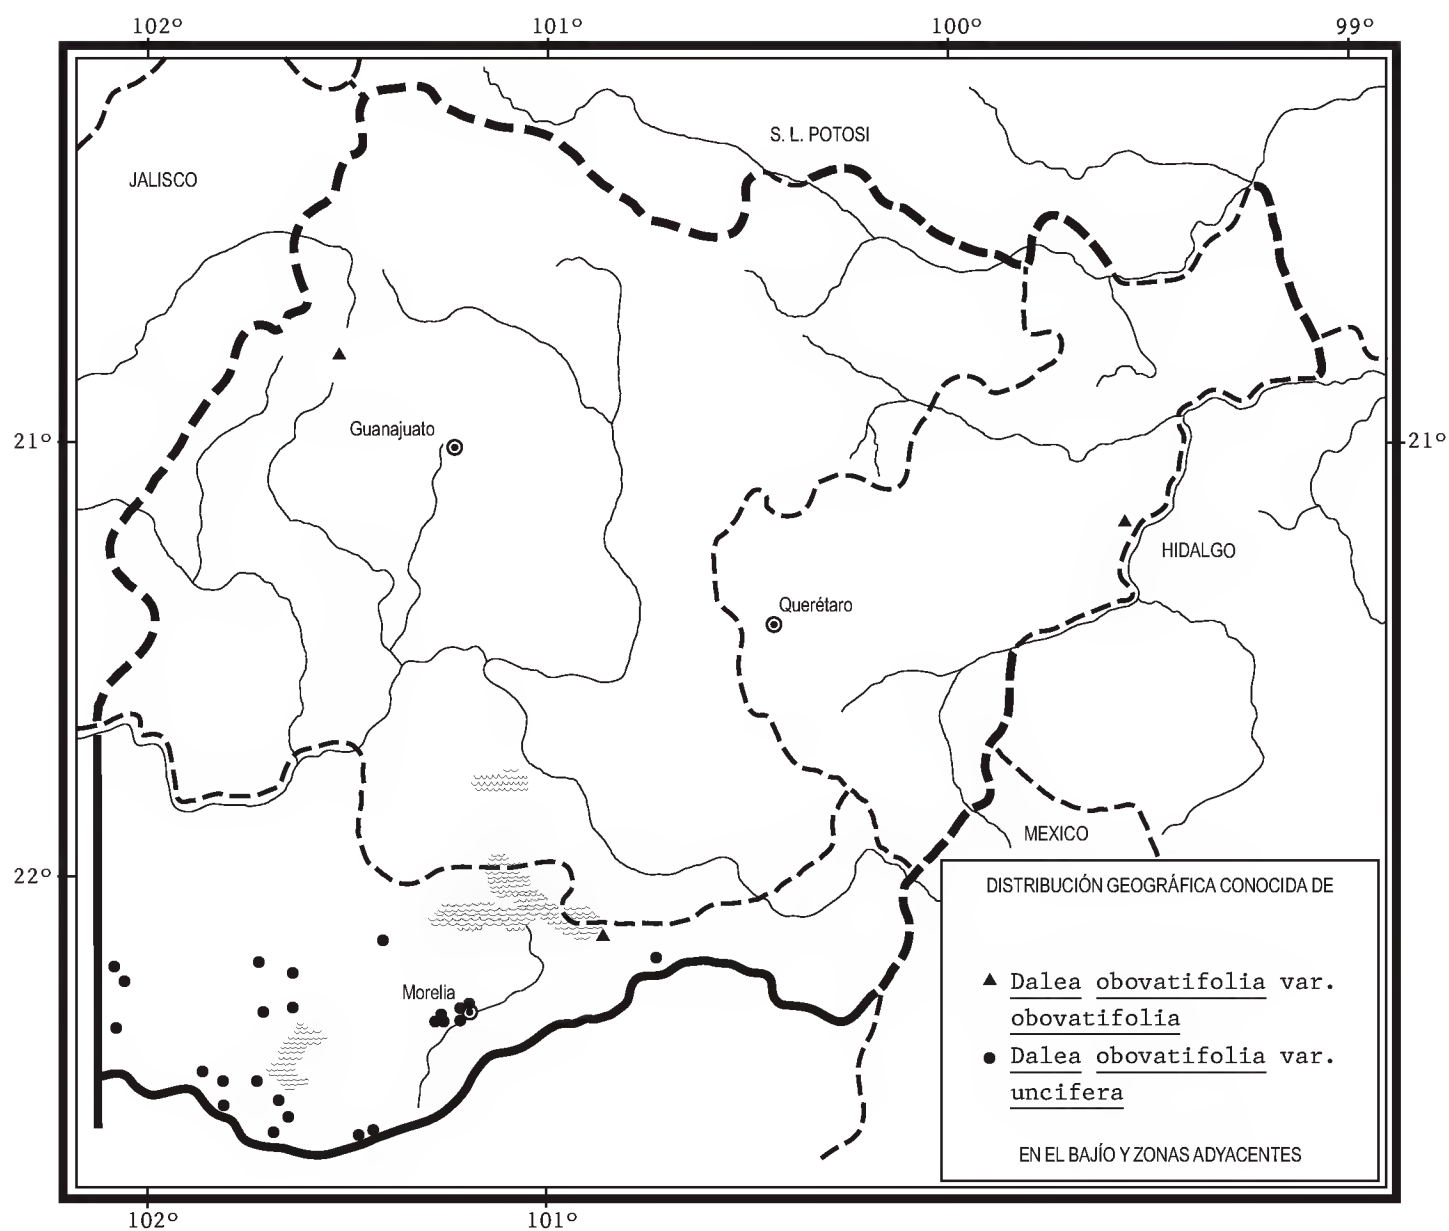 102º 101º 100º 99º
S. L. POTOSI
JALISCO
Guanajuato
21º 21º
HIDALGO
Querétaro
MEXICO
22º
DISTRIBUCIÓN GEOGRÁFICA CONOCIDA DE
Dalea obovatifolia var.
obovatifolia
Morelia
Dalea obovatifolia var.
uncifera
EN EL BAJÍO Y ZONAS ADYACENTES
102º 101º